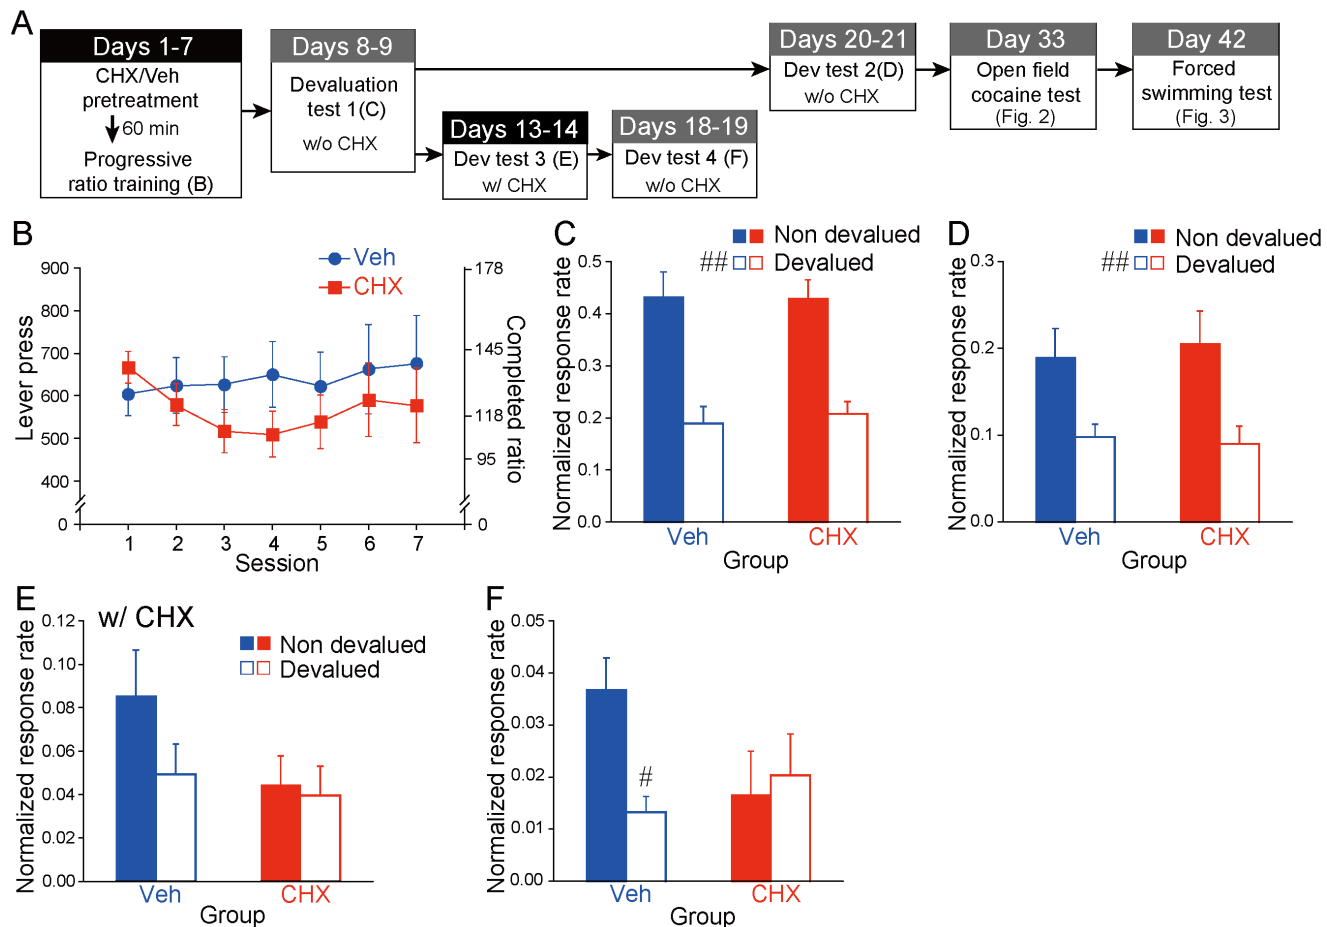 A
Days 1-7
CHX/Veh
pretreatment
60 min
Progressive
ratio training (B)
Days 8-9
Devaluation
test 1(C)
w/o CHX
Days 13-14
Dev test 3 (E)
w/ CHX
Days 18-19
Dev test 4 (F)
w/o CHX
Days 20-21
Dev test 2(D)
w/o CHX
Day 33
Open field
cocaine test
(Fig. 2)
Day 42
Forced
swimming test
(Fig. 3)
B
Veh
CHX
Lever press
900
800
700
600
500
400
0
Completed ratio
178
145
118
95
0
1 2 3 4 5 6 7
Session
C
Non devalued
## Devalued
Normalized response rate
0.5
0.4
0.3
0.2
0.1
0.0
Veh CHX
Group
D
Non devalued
## Devalued
Normalized response rate
0.3
0.2
0.1
0.0
Veh CHX
Group
E
w/ CHX
Non devalued
Devalued
Normalized response rate
0.12
0.10
0.08
0.06
0.04
0.02
0.00
Veh CHX
Group
F
Normalized response rate
0.05
0.04
0.03
0.02
0.01
0.00
#
Veh CHX
Group